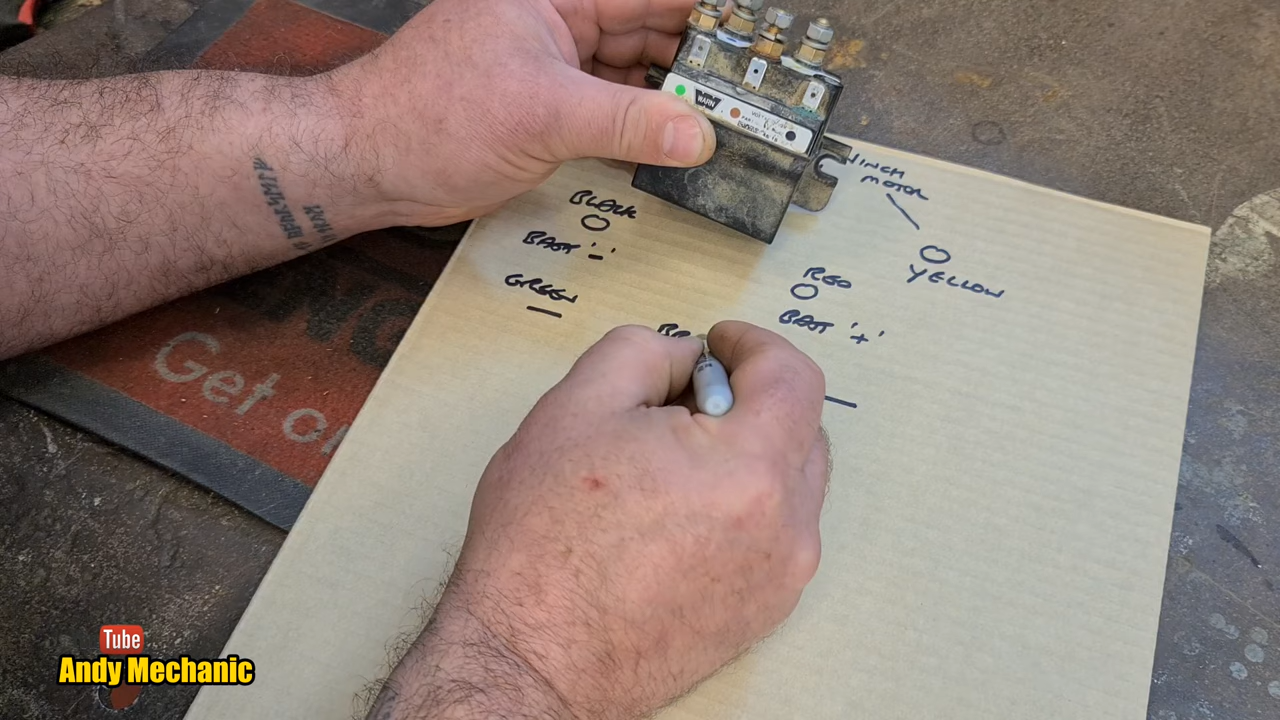 WARN
WINCH
MOTOR
BLACK
BATT '-'
GREEN
RED
BATT '+'
YELLOW
Get
Tube
Andy Mechanic